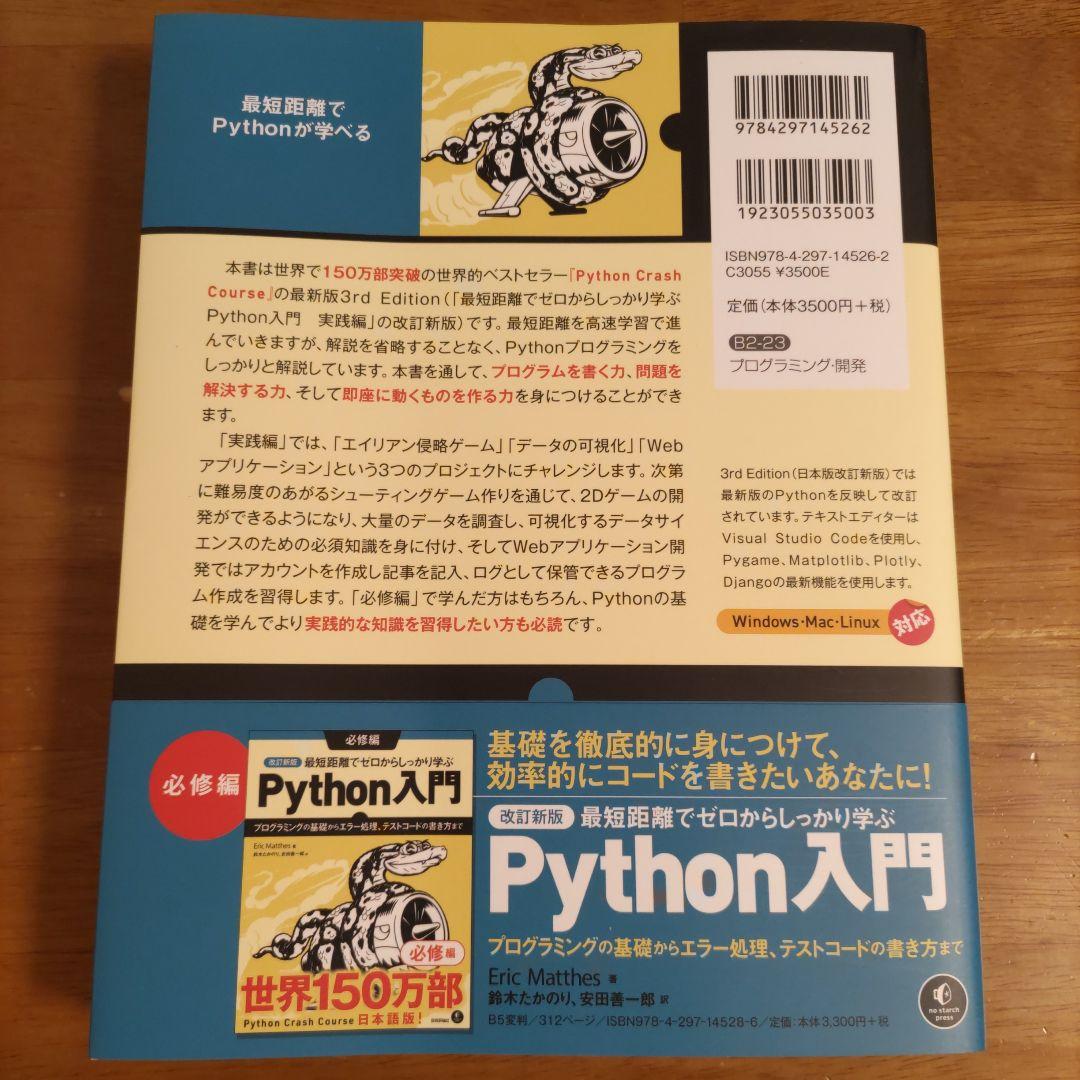 最短距離で
Pythonが学べる
9784297145262
1923055035003
ISBN978-4-297-14526-2
C3055 ¥3500E
定価(本体3500円+税)
B2-23
プログラミング・開発
本書は世界で150万部突破の世界的ベストセラー『Python Crash
Course』の最新版3rd Edition(「最短距離でゼロからしっかり学ぶ
Python入門 実践編」の改訂新版)です。最短距離を高速学習で進
んでいきますが、解説を省略することなく、Pythonプログラミングを
しっかりと解説しています。本書を通して、プログラムを書く力、問題を
解決する力、そして即座に動くものを作る力を身につけることができ
ます。
「実践編」では、「エイリアン侵略ゲーム」「データの可視化」「Web
アプリケーション」という3つのプロジェクトにチャレンジします。次第
に難易度のあがるシューティングゲーム作りを通じて、2Dゲームの開
発ができるようになり、大量のデータを調査し、可視化するデータサイ
エンスのための必須知識を身に付け、そしてWebアプリケーション開
発ではアカウントを作成し記事を記入、ログとして保管できるプログラ
ム作成を習得します。「必修編」で学んだ方はもちろん、Pythonの基
礎を学んでより実践的な知識を習得したい方も必読です。
3rd Edition(日本版改訂新版)では
最新版のPythonを反映して改訂
されています。テキストエディターは
Visual Studio Codeを使用し、
Pygame、Matplotlib、Plotly、
Djangoの最新機能を使用します。
Windows・Mac・Linux 対応
必修編
必修編
改訂新版 最短距離でゼロからしっかり学ぶ
Python入門
プログラミングの基礎からエラー処理、テストコードの書き方まで
Eric Matthes 著
鈴木たかのり、安田善一郎 訳
必修編
世界150万部
Python Crash Course 日本語版!
基礎を徹底的に身につけて、
効率的にコードを書きたいあなたに!
改訂新版 最短距離でゼロからしっかり学ぶ
Python入門
プログラミングの基礎からエラー処理、テストコードの書き方まで
Eric Matthes 著
鈴木たかのり、安田善一郎 訳
B5変判/312ページ/ISBN978-4-297-14528-6/定価:本体3,300円+税
no starch
press